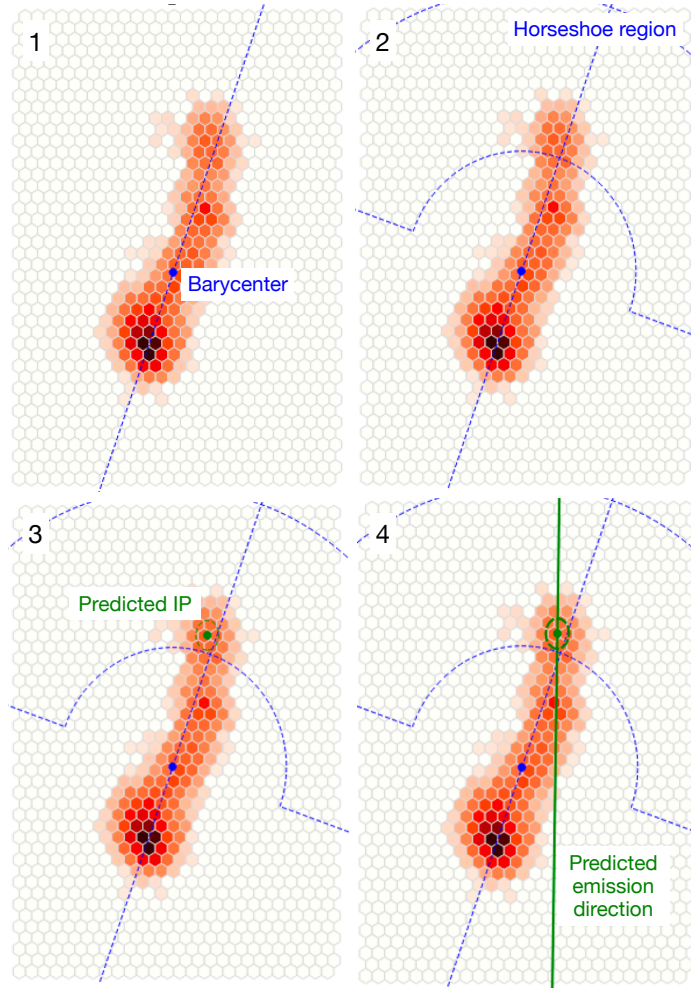 1
Barycenter
2
Horseshoe region
3
Predicted IP
4
Predicted
emission
direction